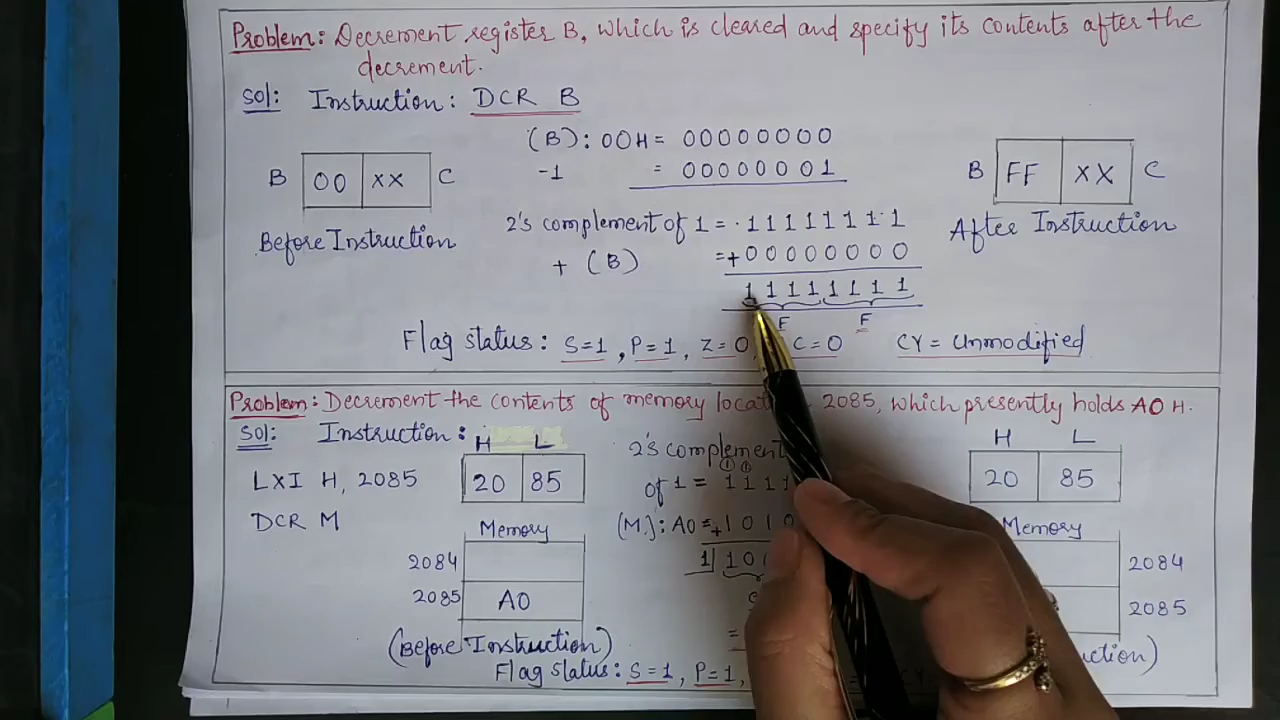 Problem: Decrement register B, which is cleared and specify its contents after the
decrement.
Sol: Instruction: DCR B
(B): 00H = 00000000
-1 = 00000001
B 00 XX C
Before Instruction
2's complement of 1 = 11111111
+ (B) =+00000000
11111111
F F
B FF XX C
After Instruction
Flag status: S=1, P=1, Z=0, C=0 CY = Unmodified
Problem: Decrement the contents of memory 2085, which presently holds A0 H.
Sol: Instruction:
LXI H, 2085
DCR M
H L
20 85
Memory
2084
2085 A0
(Before Instruction)
2's complement
of 1 = 1111
(M): A0 =+1010
1 10
H L
20 85
Memory
2084
2085
Flag status: S=1, P=1,